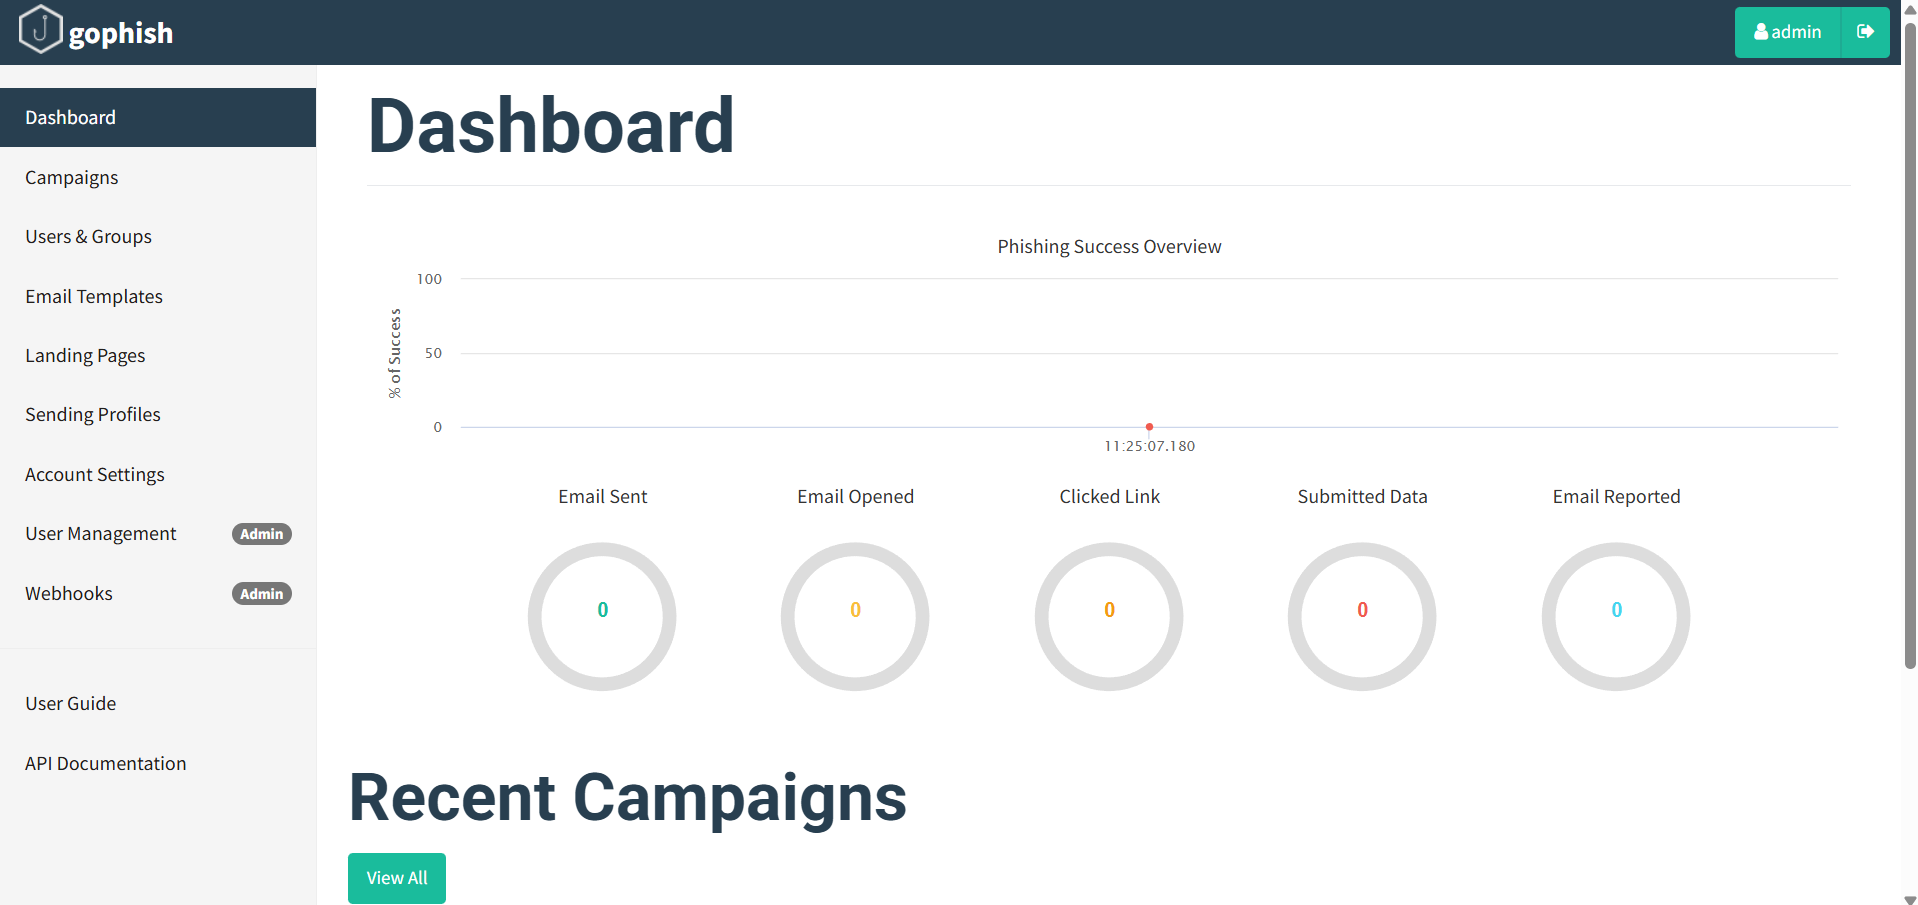 gophish
admin
Dashboard
Campaigns
Users & Groups
Email Templates
Landing Pages
Sending Profiles
Account Settings
User Management Admin
Webhooks Admin
User Guide
API Documentation
Dashboard
Phishing Success Overview
% of Success
100
50
0
11:25:07.180
Email Sent Email Opened Clicked Link Submitted Data Email Reported
0 0 0 0 0
Recent Campaigns
View All